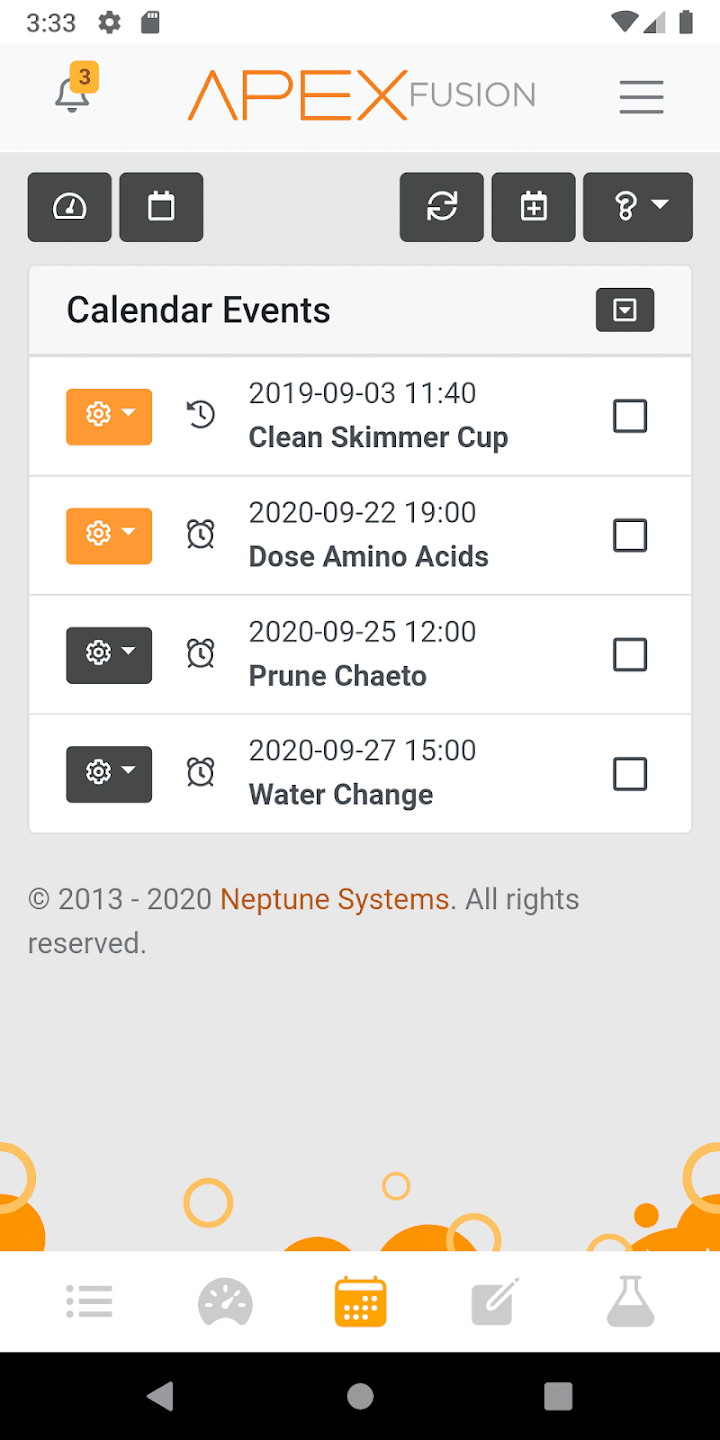 3:33
3
APEX FUSION
Calendar Events
2019-09-03 11:40
Clean Skimmer Cup
2020-09-22 19:00
Dose Amino Acids
2020-09-25 12:00
Prune Chaeto
2020-09-27 15:00
Water Change
© 2013 - 2020 Neptune Systems. All rights
reserved.